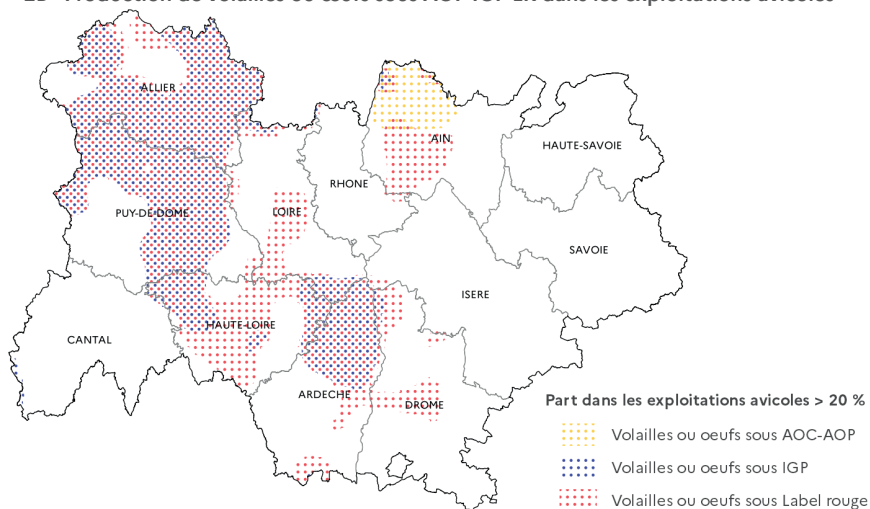 ALLIER
AIN
HAUTE-SAVOIE
RHONE
PUY-DE-DOME
LOIRE
SAVOIE
ISERE
HAUTE-LOIRE
CANTAL
ARDECHE
DROME
Part dans les exploitations avicoles > 20 %
Volailles ou oeufs sous AOC-AOP
Volailles ou oeufs sous IGP
Volailles ou oeufs sous Label rouge